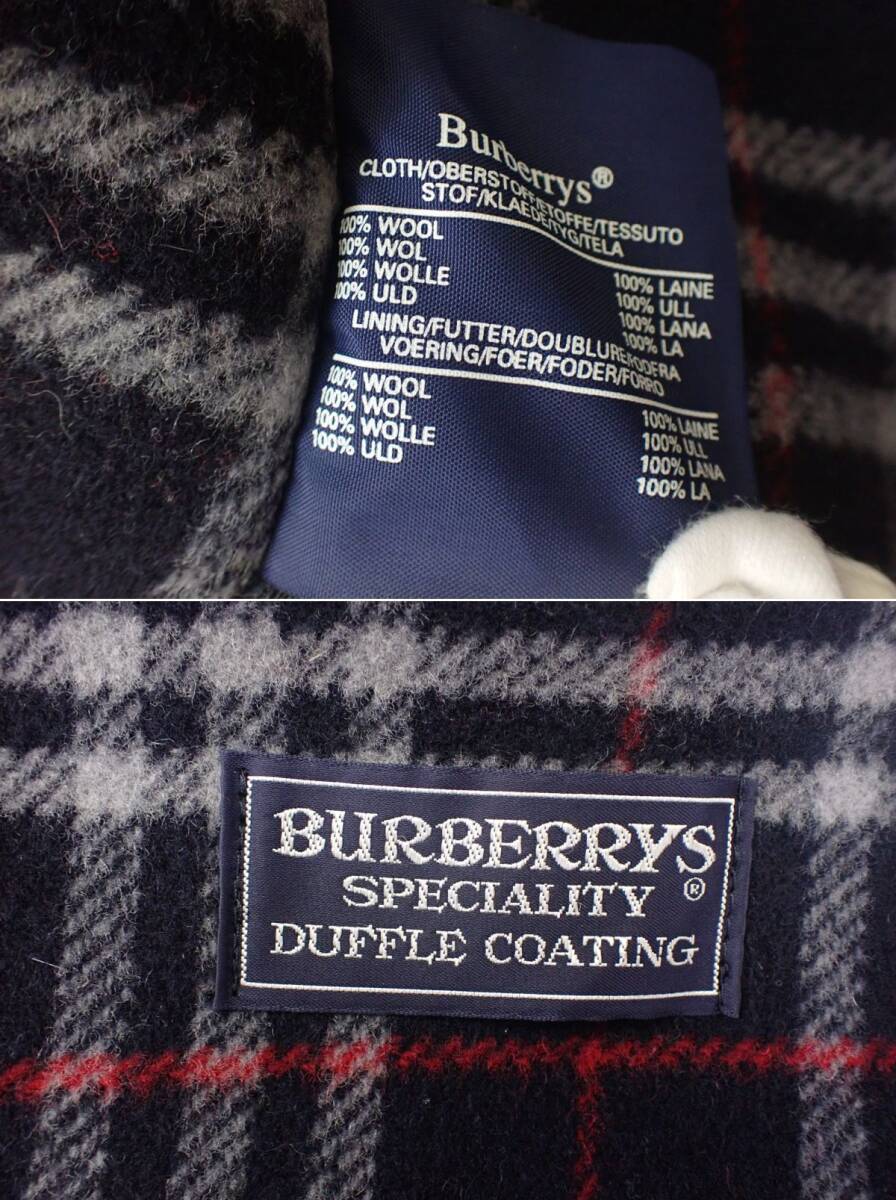 Burberrys®
CLOTH/OBERSTOFF/ETOFFE/TESSUTO
STOF/KLAEDE/TYG/TELA
100% WOOL
100% WOL
100% WOLLE
100% ULD
100% LAINE
100% ULL
100% LANA
100% LA
LINING/FUTTER/DOUBLURE/FODERA
VOERING/FOER/FODER/FORRO
100% WOOL
100% WOL
100% WOLLE
100% ULD
100% LAINE
100% ULL
100% LANA
100% LA
BURBERRYS
SPECIALITY ®
DUFFLE COATING